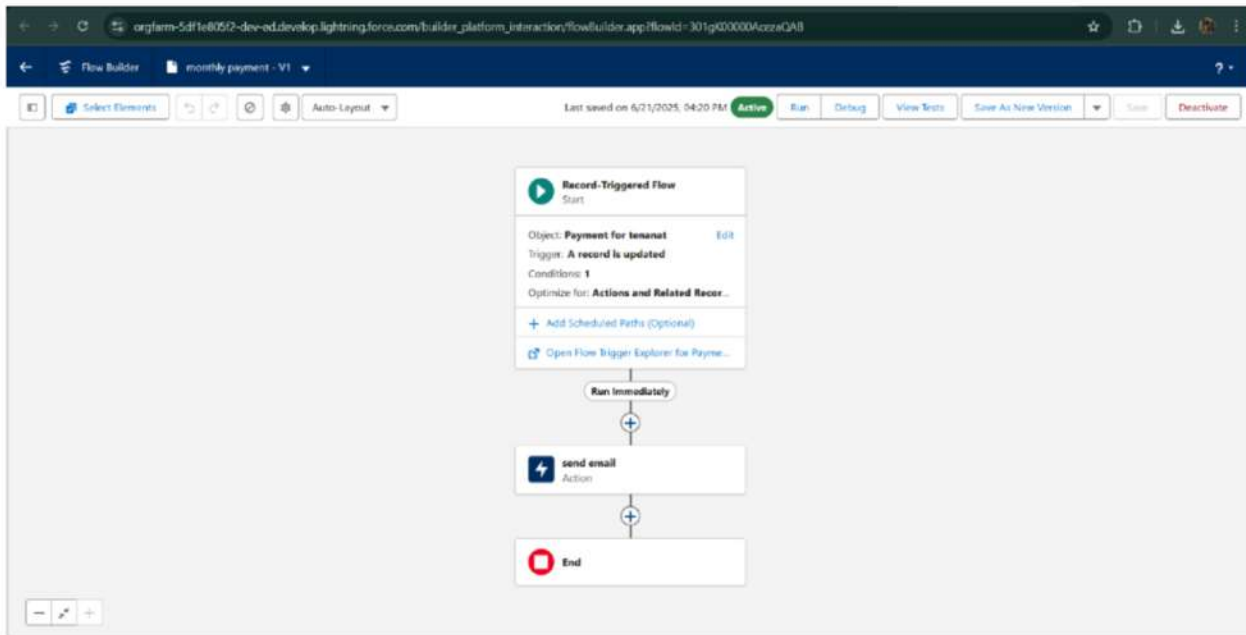 orgfarm-5df1e805f2-dev-ed.develop.lightning.force.com/builder_platform_interaction/flowBuilder.app?flowId=
Flow Builder monthly payment - V1 ?
Select Elements Auto-Layout Last saved on 6/21/2025, 04:20 PM Active Run Debug View Tests Save As New Version Save Deactivate
Record-Triggered Flow
Start
Object: Payment for tenanat Edit
Trigger: A record is updated
Conditions: 1
Optimize for: Actions and Related Recor...
+ Add Scheduled Paths (Optional)
Open Flow Trigger Explorer for Payme...
Run Immediately
send email
Action
End